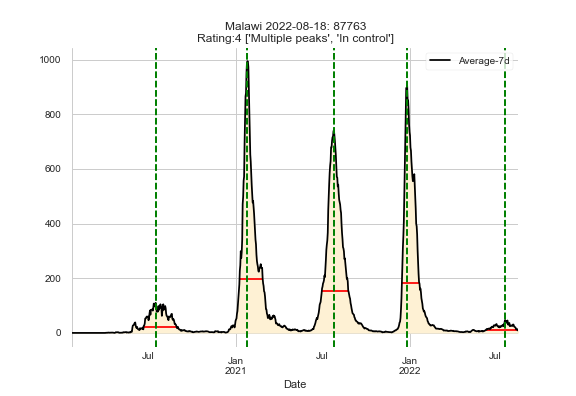 Malawi 2022-08-18: 87763
Rating:4 ['Multiple peaks', 'In control']
Average-7d
1000
800
600
400
200
0
Jul
Jan
2021
Jul
Jan
2022
Jul
Date